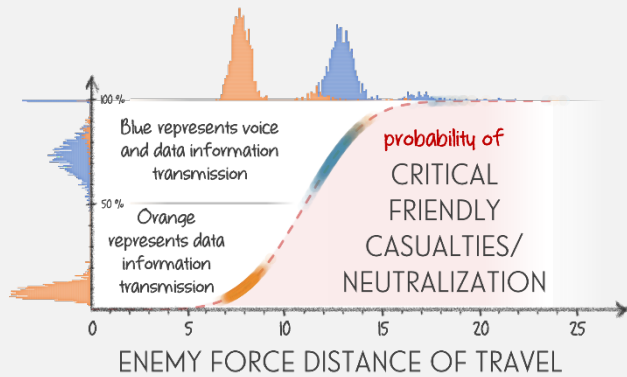 100 %
Blue represents voice
and data information
transmission
50 %
Orange
represents data
information
transmission
probability of
CRITICAL
FRIENDLY
CASUALTIES/
NEUTRALIZATION
0 5 10 15 20 25
ENEMY FORCE DISTANCE OF TRAVEL